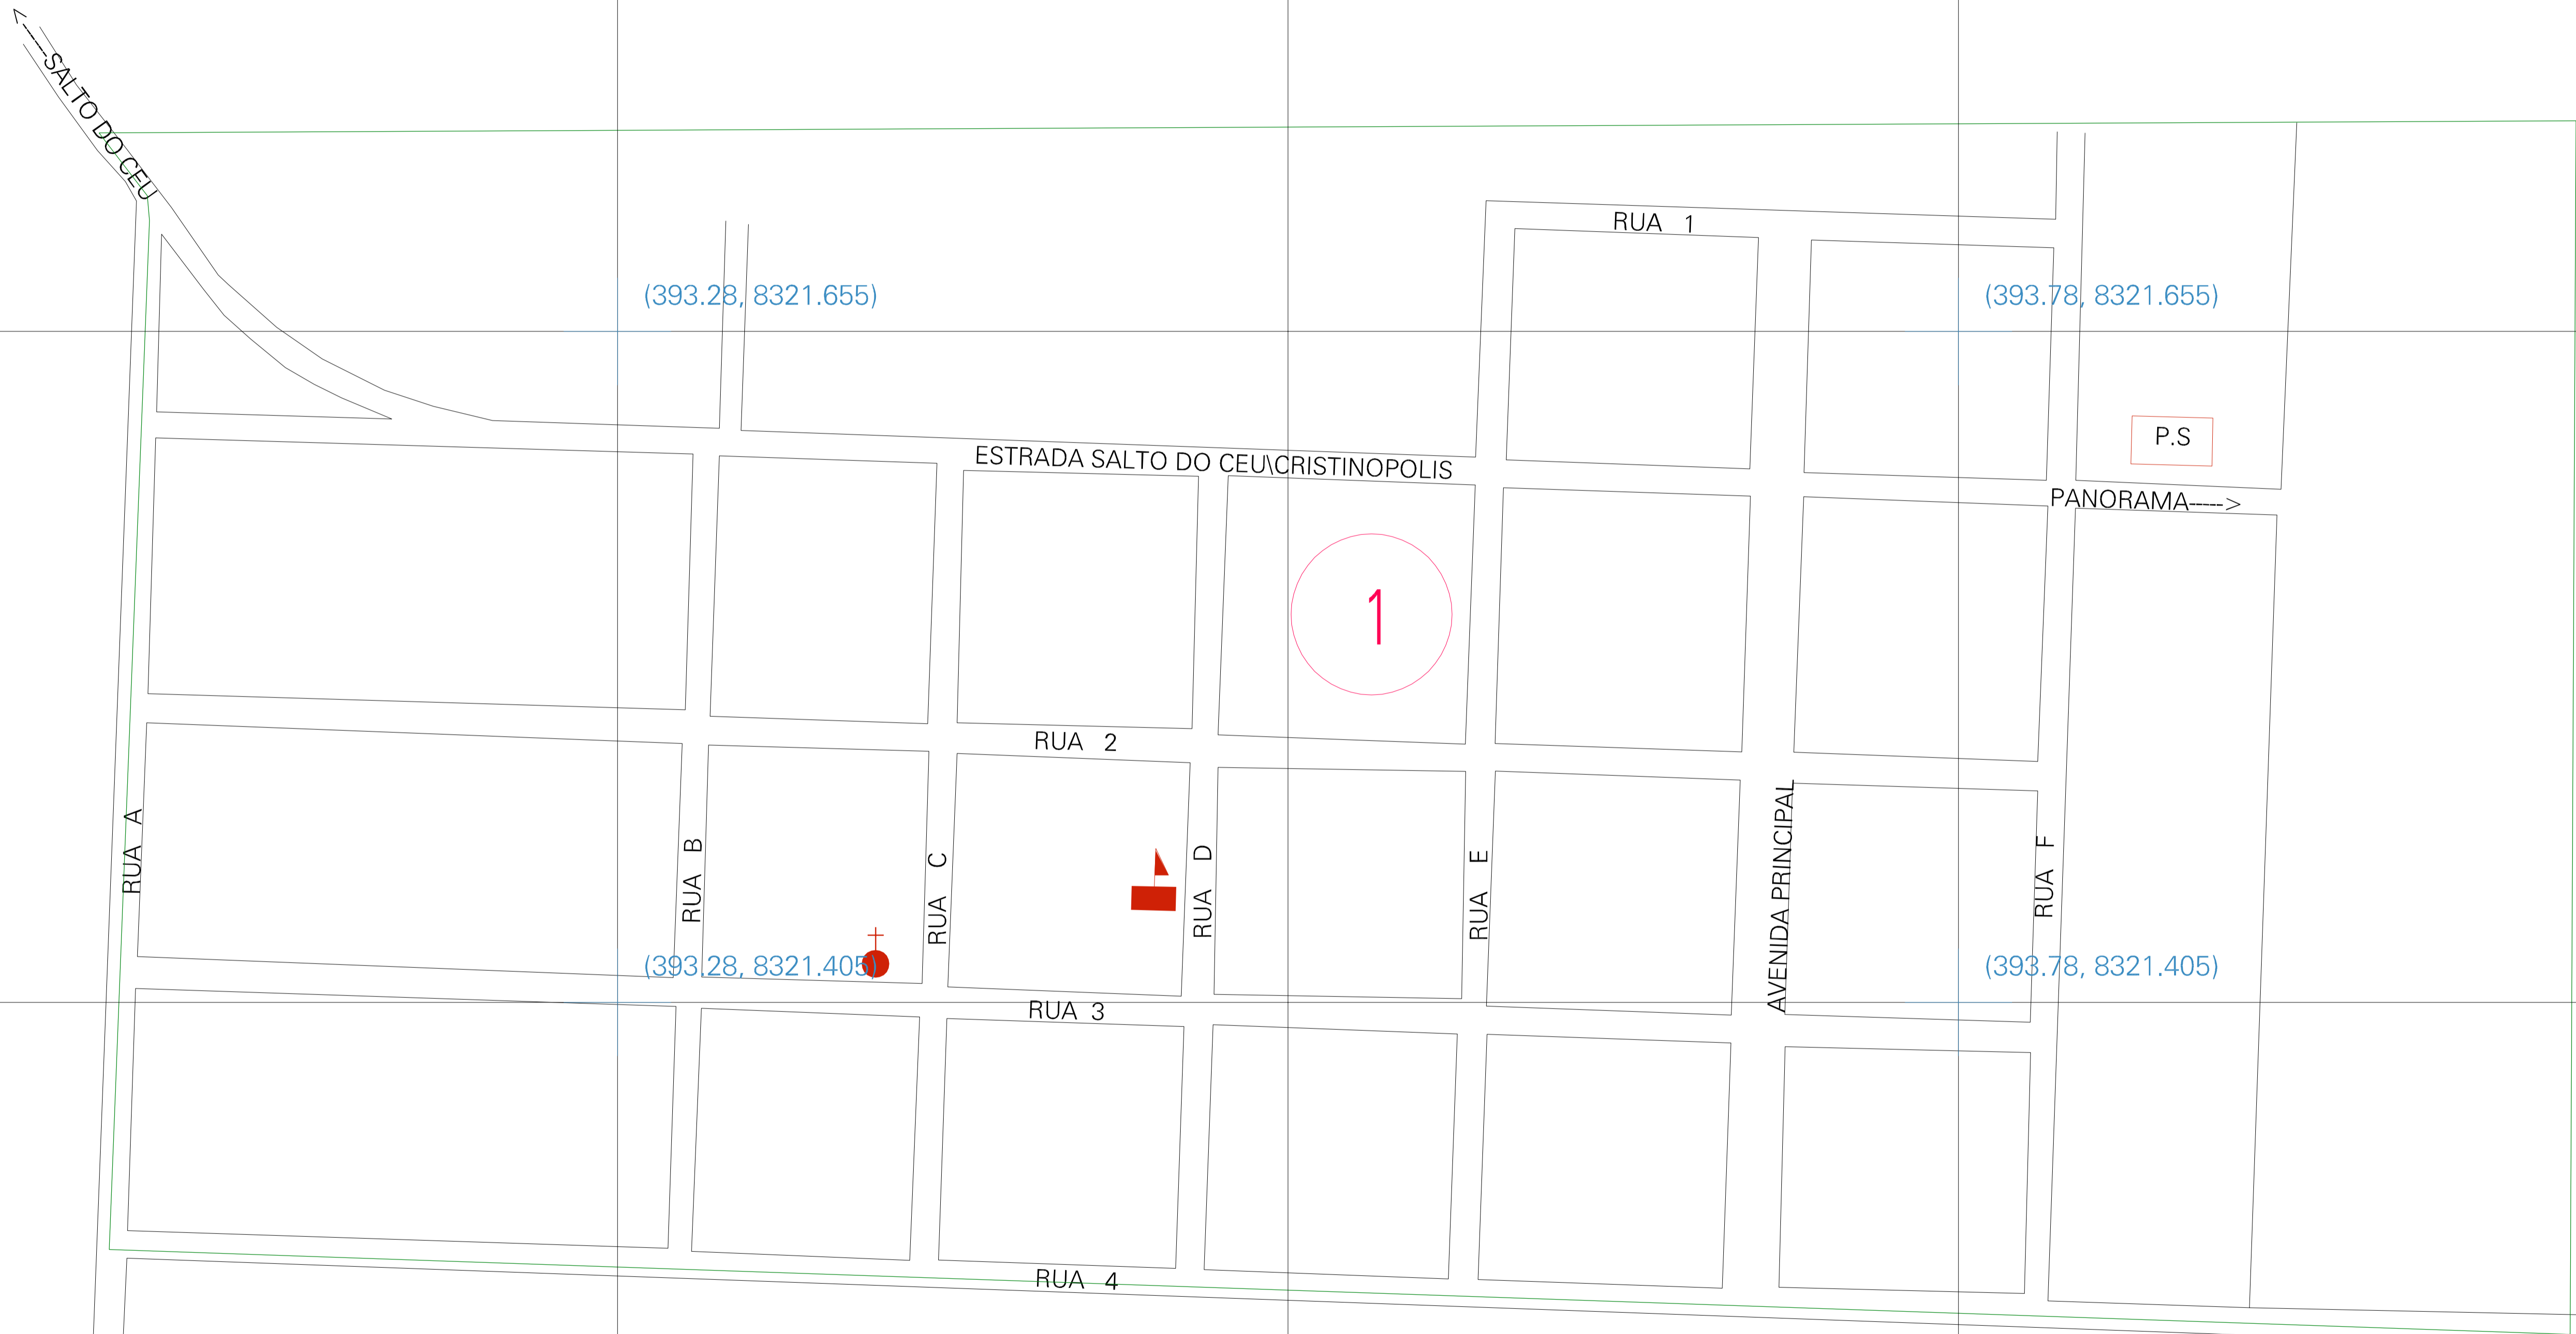 <-----SALTO DO CEU
RUA 1
(393.28, 8321.655)
(393.78, 8321.655)
P.S
ESTRADA SALTO DO CEU\CRISTINOPOLIS
PANORAMA----->
1
RUA 2
RUA A
RUA B
RUA C
RUA D
RUA E
AVENIDA PRINCIPAL
RUA F
(393.28, 8321.405)
(393.78, 8321.405)
RUA 3
RUA 4